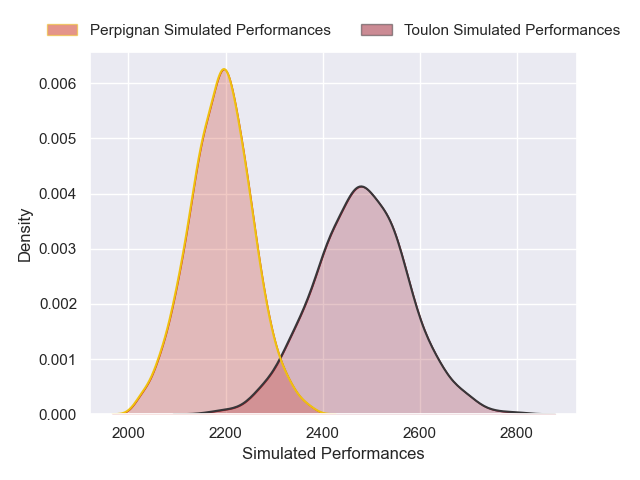 Perpignan Simulated Performances Toulon Simulated Performances
0.006
0.005
0.004
0.003
0.002
0.001
0.000
Density
2000 2200 2400 2600 2800
Simulated Performances